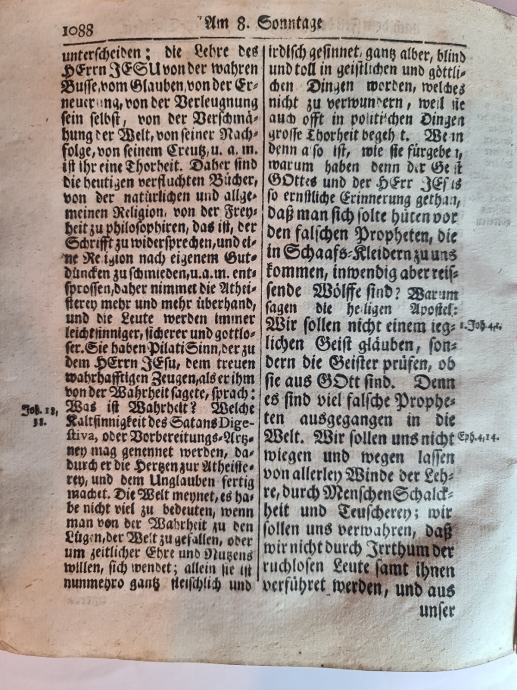 1088
Am 8. Sonntage
unterscheiden; die Lehre des
HErrn JESU von der wahren
Busse, vom Glauben, von der Er-
neuerung, von der Verleugnung
sein selbst, von der Verschmä-
hung der Welt, von seiner Nach-
folge, von seinem Creutz, u. a. m.
ist ihr eine Thorheit. Daher sind
die heutigen verfluchten Bücher,
von der natürlichen und allge-
meinen Religion, von der Frey-
heit zu philosophiren, das ist, der
Schrifft zu widersprechen, und ei-
ne Religion nach eigenem Gut-
düncken zu schmieden, u. a. m. ent-
sprossen, daher nimmet die Athei-
sterey mehr und mehr überhand,
und die Leute werden immer
leichtsinniger, sicherer und gottlo-
ser. Sie haben Pilati Sinn, der zu
dem HErrn JEsu, dem treuen
wahrhafftigen Zeugen, als er ihm
von der Wahrheit sagete, sprach:
Joh. 18,
38.
Was ist Wahrheit? Welche
Kaltsinnigkeit des Satans Dige-
stiva, oder Vorbereitungs-Artz-
ney mag genennet werden, da-
durch er die Hertzen zur Atheiste-
rey, und dem Unglauben fertig
machet. Die Welt meynet, es ha-
be nicht viel zu bedeuten, wenn
man von der Wahrheit zu den
Lügen, der Welt zu gefallen, oder
um zeitlicher Ehre und Nutzens
willen, sich wendet; allein sie ist
nunmehro gantz fleischlich und
irdisch gesinnet, gantz alber, blind
und toll in geistlichen und göttli-
chen Dingen worden, welches
nicht zu verwundern, weil sie
auch offt in politischen Dingen
grosse Thorheit begeht. Wenn
denn also ist, wie sie fürgeben,
warum haben denn der Geist
GOttes und der HErr JEsus
so ernstliche Erinnerung gethan,
daß man sich solte hüten vor
den falschen Propheten, die
in Schaafs-Kleidern zu uns
kommen, inwendig aber reis-
sende Wölffe sind? Warum
sagen die heiligen Apostel:
Wir sollen nicht einem ieg-
1. Joh. 4, 1.
lichen Geist gläuben, son-
dern die Geister prüfen, ob
sie aus GOtt sind. Denn
es sind viel falsche Prophe-
ten ausgegangen in die
Welt. Wir sollen uns nicht
Eph. 4, 14.
wiegen und wegen lassen
von allerley Winde der Leh-
re, durch Menschen Schalck-
heit und Teuscherey; wir
sollen uns verwahren, daß
wir nicht durch Irrthum der
ruchlosen Leute samt ihnen
verführet werden, und aus
unser